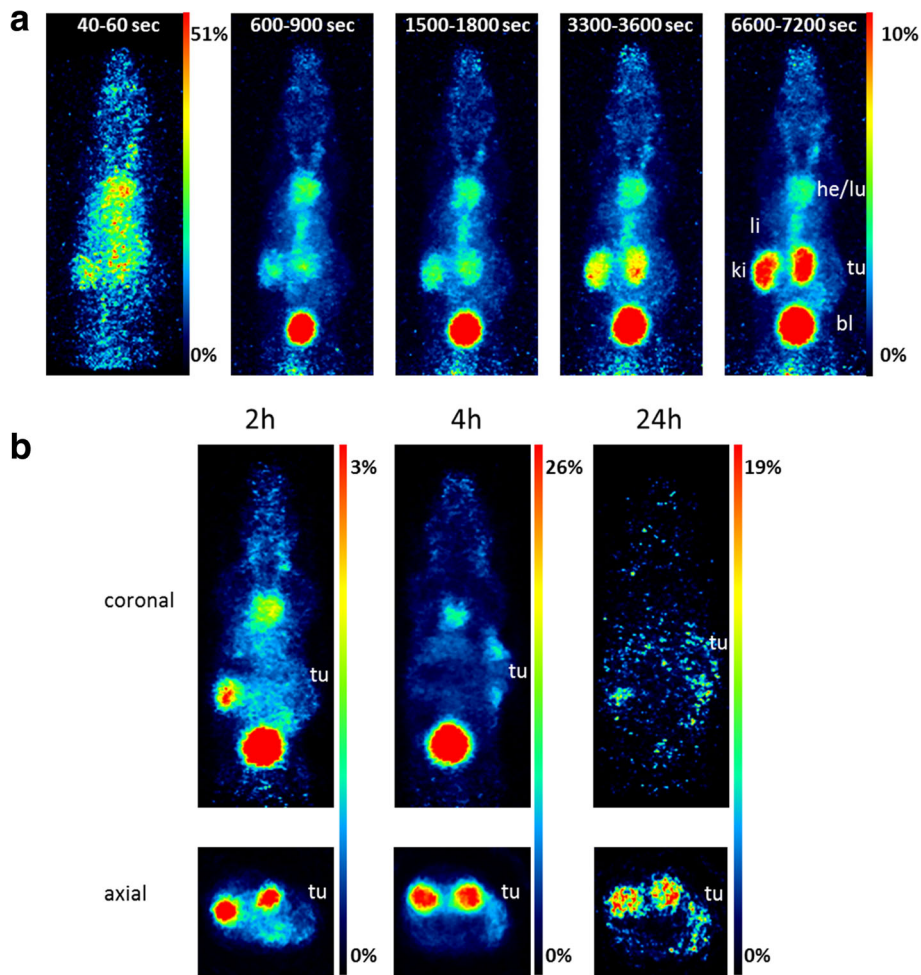 a
40-60 sec 51% 600-900 sec 1500-1800 sec 3300-3600 sec 6600-7200 sec 10%
he/lu
li
ki tu
bl
0% 0%
2h 4h 24h
b
3% 26% 19%
coronal
tu tu tu
axial
tu tu tu
0% 0% 0%